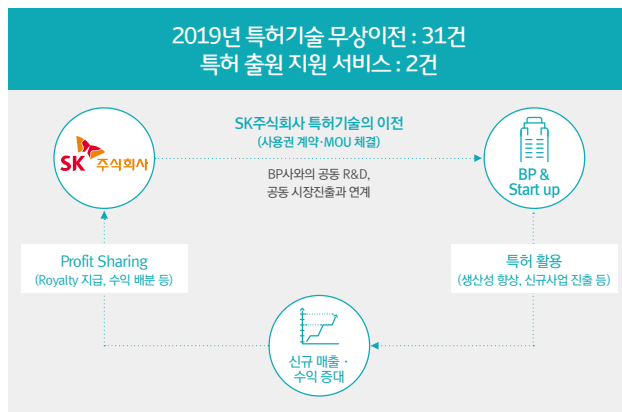 2019년 특허기술 무상이전 : 31건
특허 출원 지원 서비스 : 2건
SK 주식회사
SK주식회사 특허기술의 이전
(사용권 계약·MOU 체결)
BP사와의 공동 R&D,
공동 시장진출과 연계
BP &
Start up
Profit Sharing
(Royalty 지급, 수익 배분 등)
특허 활용
(생산성 향상, 신규사업 진출 등)
신규 매출 ·
수익 증대